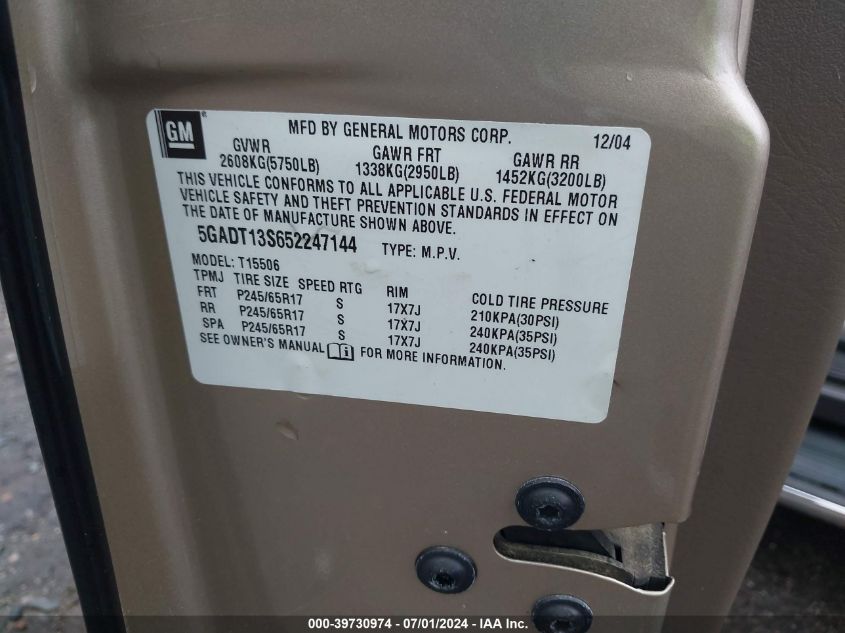 GM
MFD BY GENERAL MOTORS CORP. 12/04
GVWR GAWR FRT GAWR RR
2608KG(5750LB) 1338KG(2950LB) 1452KG(3200LB)
THIS VEHICLE CONFORMS TO ALL APPLICABLE U.S. FEDERAL MOTOR
VEHICLE SAFETY AND THEFT PREVENTION STANDARDS IN EFFECT ON
THE DATE OF MANUFACTURE SHOWN ABOVE.
5GADT13S652247144 TYPE: M.P.V.
MODEL: T15506
TPMJ TIRE SIZE SPEED RTG RIM COLD TIRE PRESSURE
FRT P245/65R17 S 17X7J 210KPA(30PSI)
RR P245/65R17 S 17X7J 240KPA(35PSI)
SPA P245/65R17 S 17X7J 240KPA(35PSI)
SEE OWNER'S MANUAL FOR MORE INFORMATION.
000-39730974 / 07/01/2024 - IAA Inc.